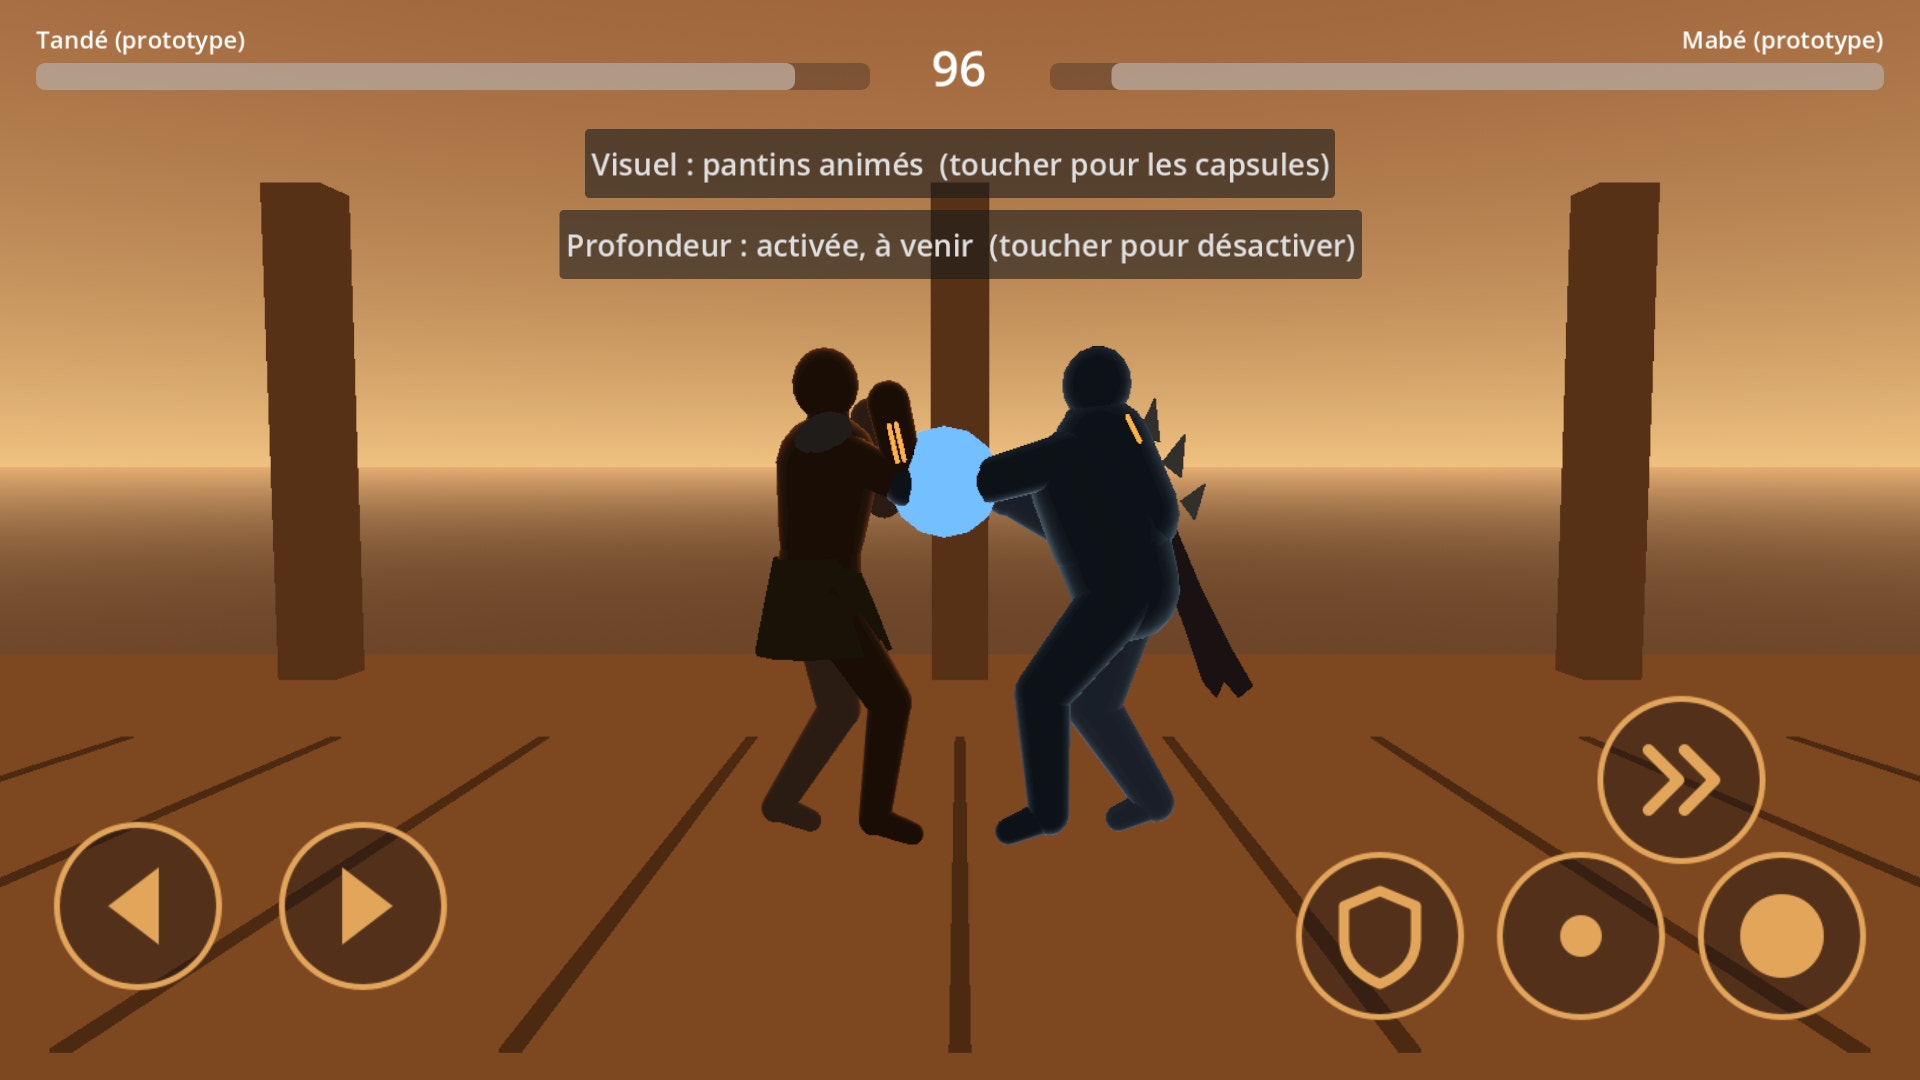 Tandé (prototype)
96
Mabé (prototype)
Visuel : pantins animés (toucher pour les capsules)
Profondeur : activée, à venir (toucher pour désactiver)